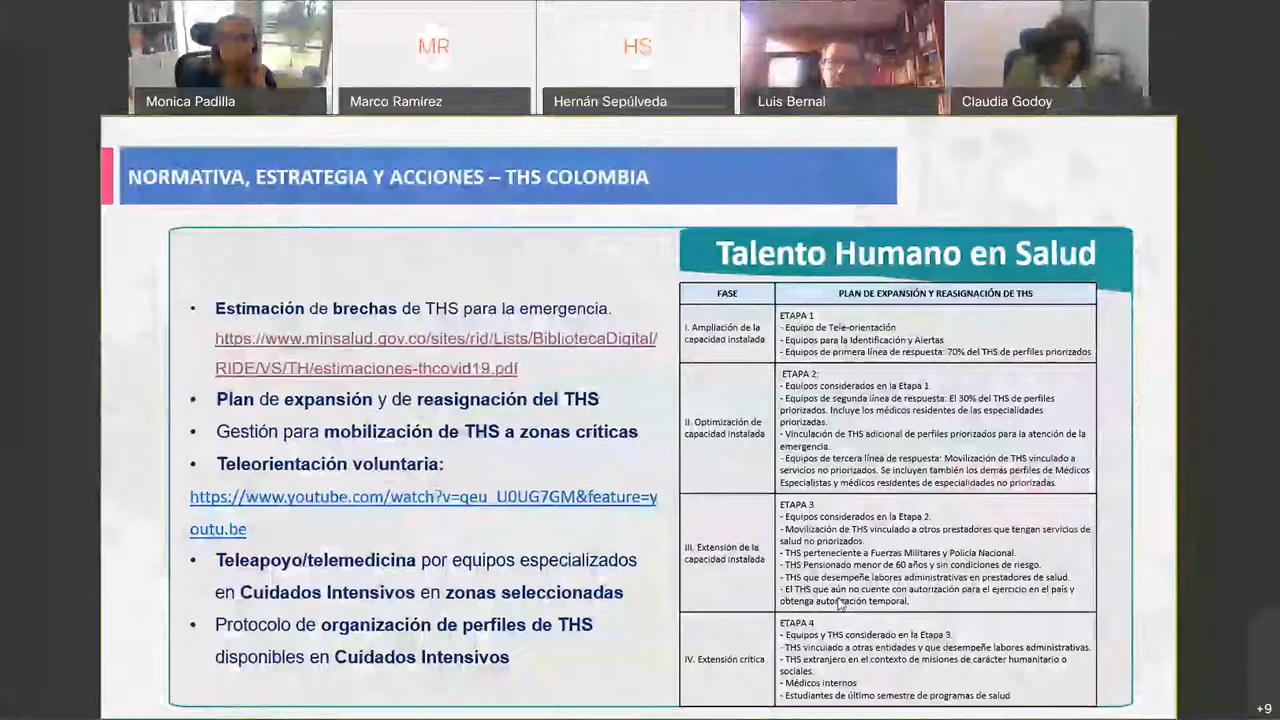 MR
HS
Monica Padilla
Marco Ramirez
Hernán Sepúlveda
Luis Bernal
Claudia Godoy
NORMATIVA, ESTRATEGIA Y ACCIONES – THS COLOMBIA
• Estimación de brechas de THS para la emergencia.
https://www.minsalud.gov.co/sites/rid/Lists/BibliotecaDigital/
RIDE/VS/TH/estimaciones-thcovid19.pdf
• Plan de expansión y de reasignación del THS
• Gestión para mobilización de THS a zonas críticas
• Teleorientación voluntaria:
https://www.youtube.com/watch?v=qeu_U0UG7GM&feature=y
outu.be
• Teleapoyo/telemedicina por equipos especializados
en Cuidados Intensivos en zonas seleccionadas
• Protocolo de organización de perfiles de THS
disponibles en Cuidados Intensivos
Talento Humano en Salud
FASE
PLAN DE EXPANSIÓN Y REASIGNACIÓN DE THS
I. Ampliación de la
capacidad instalada
ETAPA 1
- Equipo de Tele-orientación
- Equipos para la Identificación y Alertas
- Equipos de primera línea de respuesta: 70% del THS de perfiles priorizados
II. Optimización de
capacidad instalada
ETAPA 2:
- Equipos considerados en la Etapa 1.
- Equipos de segunda línea de respuesta: El 30% del THS de perfiles
priorizados. Incluye los médicos residentes de las especialidades
priorizadas.
- Vinculación de THS adicional de perfiles priorizados para la atención de la
emergencia.
- Equipos de tercera línea de respuesta: Movilización de THS vinculado a
servicios no priorizados. Se incluyen también los demás perfiles de Médicos
Especialistas y médicos residentes de especialidades no priorizadas.
III. Extensión de la
capacidad instalada
ETAPA 3
- Equipos considerados en la Etapa 2.
- Movilización de THS vinculado a otros prestadores que tengan servicios de
salud no priorizados.
- THS perteneciente a Fuerzas Militares y Policía Nacional.
- THS Pensionado menor de 60 años y sin condiciones de riesgo.
- THS que desempeñe labores administrativas en prestadores de salud.
- El THS que aún no cuente con autorización para el ejercicio en el país y
obtenga autorización temporal.
IV. Extensión crítica
ETAPA 4
- Equipos y THS considerado en la Etapa 3.
- THS vinculado a otras entidades y que desempeñe labores administrativas.
- THS extranjero en el contexto de misiones de carácter humanitario o
sociales.
- Médicos internos
- Estudiantes de último semestre de programas de salud
+9